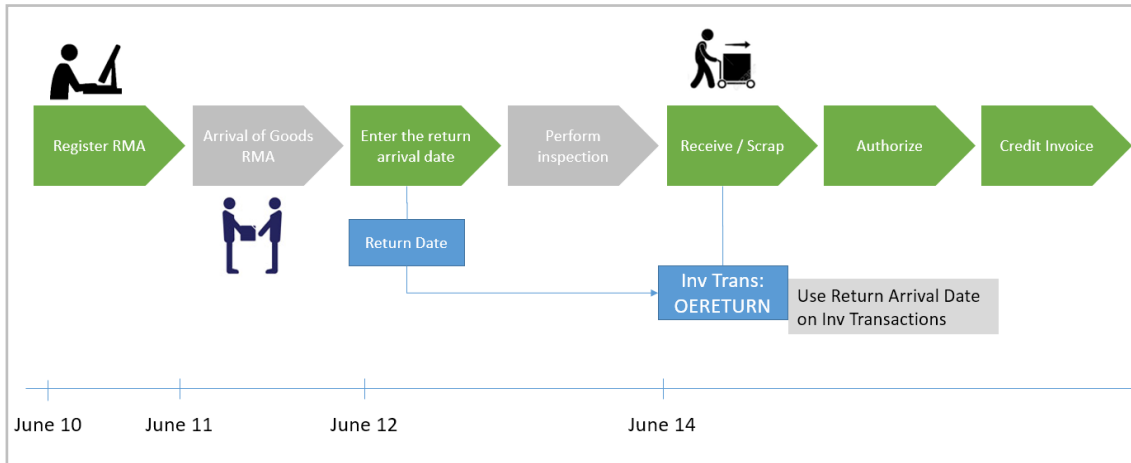 Register RMA
Arrival of Goods
RMA
Enter the return
arrival date
Perform
inspection
Receive / Scrap
Authorize
Credit Invoice
Return Date
Inv Trans:
OERETURN
Use Return Arrival Date
on Inv Transactions
June 10
June 11
June 12
June 14